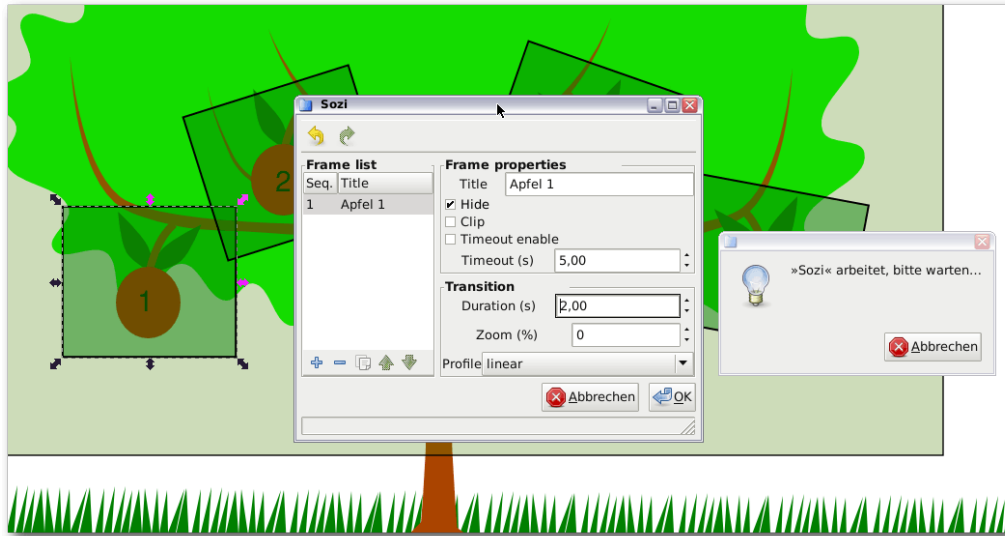 Sozi
Frame list
Seq. Title
1 Apfel 1
Frame properties
Title Apfel 1
Hide
Clip
Timeout enable
Timeout (s) 5,00
Transition
Duration (s) 2,00
Zoom (%) 0
Profile linear
Abbrechen OK
»Sozi« arbeitet, bitte warten...
Abbrechen
2
1